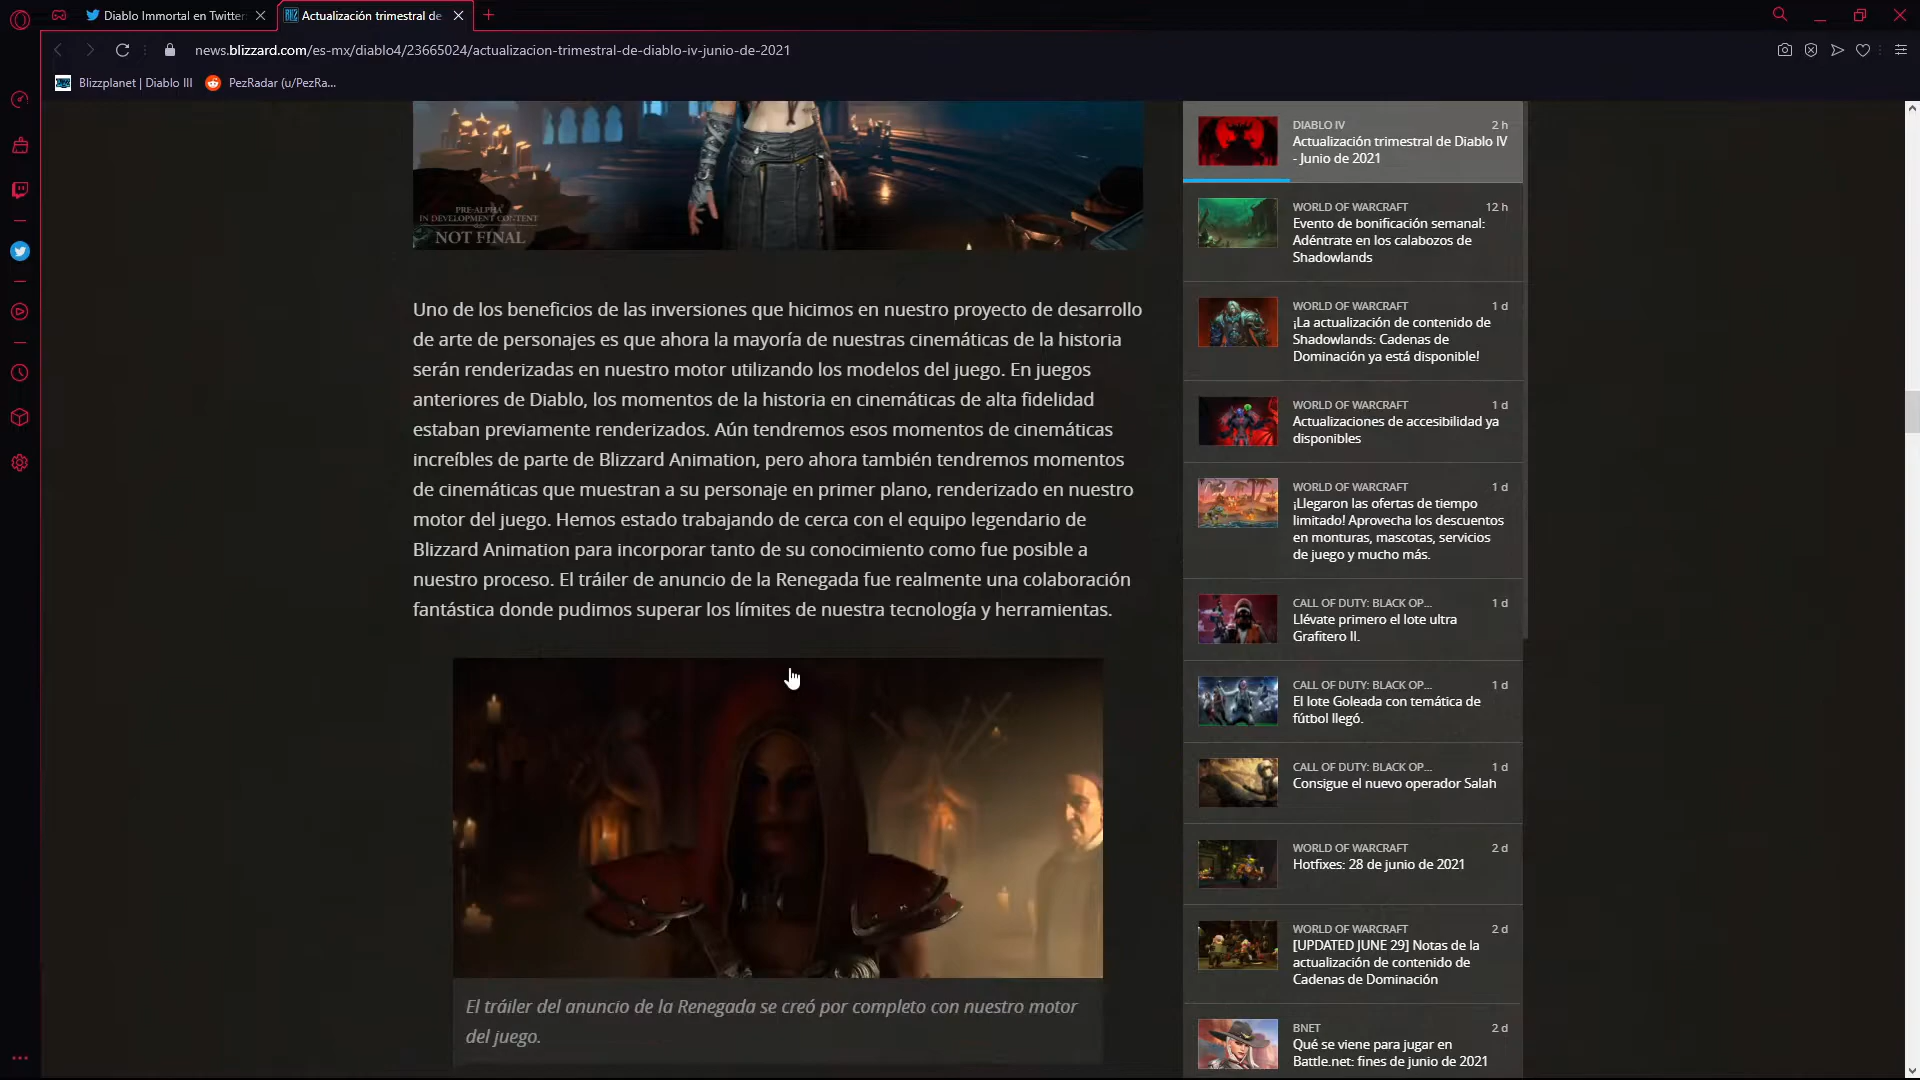 Diablo Immortal en Twitter
Actualización trimestral de
news.blizzard.com/es-mx/diablo4/23665024/actualizacion-trimestral-de-diablo-iv-junio-de-2021
Blizzplanet | Diablo III
PezRadar (u/PezRa...
PRE-ALPHA
IN DEVELOPMENT CONTENT
NOT FINAL
Uno de los beneficios de las inversiones que hicimos en nuestro proyecto de desarrollo
de arte de personajes es que ahora la mayoría de nuestras cinemáticas de la historia
serán renderizadas en nuestro motor utilizando los modelos del juego. En juegos
anteriores de Diablo, los momentos de la historia en cinemáticas de alta fidelidad
estaban previamente renderizados. Aún tendremos esos momentos de cinemáticas
increíbles de parte de Blizzard Animation, pero ahora también tendremos momentos
de cinemáticas que muestran a su personaje en primer plano, renderizado en nuestro
motor del juego. Hemos estado trabajando de cerca con el equipo legendario de
Blizzard Animation para incorporar tanto de su conocimiento como fue posible a
nuestro proceso. El tráiler de anuncio de la Renegada fue realmente una colaboración
fantástica donde pudimos superar los límites de nuestra tecnología y herramientas.
El tráiler del anuncio de la Renegada se creó por completo con nuestro motor
del juego.
DIABLO IV 2 h
Actualización trimestral de Diablo IV
- Junio de 2021
WORLD OF WARCRAFT 12 h
Evento de bonificación semanal:
Adéntrate en los calabozos de
Shadowlands
WORLD OF WARCRAFT 1 d
¡La actualización de contenido de
Shadowlands: Cadenas de
Dominación ya está disponible!
WORLD OF WARCRAFT 1 d
Actualizaciones de accesibilidad ya
disponibles
WORLD OF WARCRAFT 1 d
¡Llegaron las ofertas de tiempo
limitado! Aprovecha los descuentos
en monturas, mascotas, servicios
de juego y mucho más.
CALL OF DUTY: BLACK OP... 1 d
Llévate primero el lote ultra
Grafitero II.
CALL OF DUTY: BLACK OP... 1 d
El lote Goleada con temática de
fútbol llegó.
CALL OF DUTY: BLACK OP... 1 d
Consigue el nuevo operador Salah
WORLD OF WARCRAFT 2 d
Hotfixes: 28 de junio de 2021
WORLD OF WARCRAFT 2 d
[UPDATED JUNE 29] Notas de la
actualización de contenido de
Cadenas de Dominación
BNET 2 d
Qué se viene para jugar en
Battle.net: fines de junio de 2021